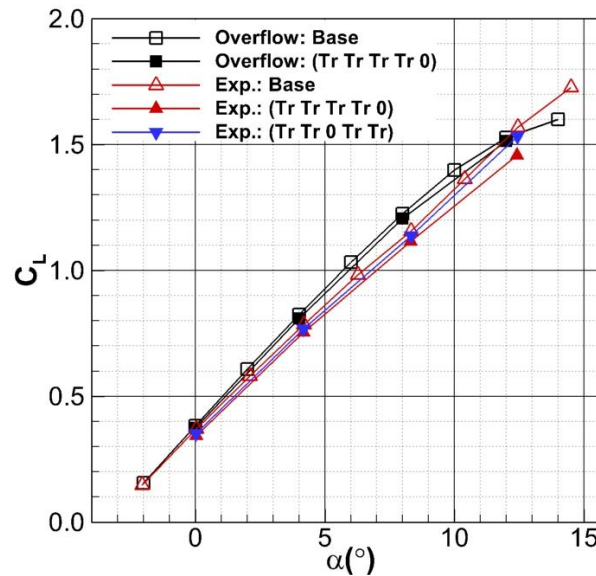 2.0
Overflow: Base
Overflow: (Tr Tr Tr Tr 0)
Exp.: Base
Exp.: (Tr Tr Tr Tr 0)
Exp.: (Tr Tr 0 Tr Tr)
1.5
CL
1.0
0.5
0.0
0 5 10 15
α(°)